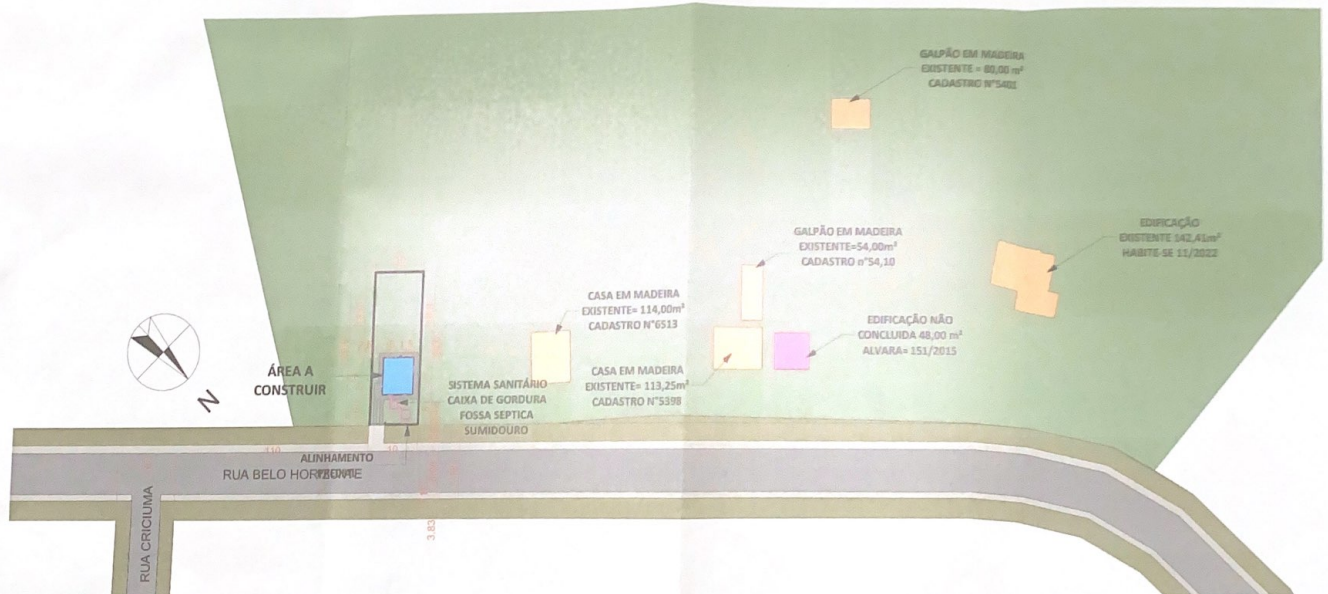 GALPÃO EM MADEIRA
EXISTENTE = 80,00 m²
CADASTRO N°5401
GALPÃO EM MADEIRA
EXISTENTE=54,00m²
CADASTRO n°54,10
EDIFICAÇÃO
EXISTENTE 142,41m²
HABITE-SE 11/2022
CASA EM MADEIRA
EXISTENTE= 114,00m²
CADASTRO N°6513
EDIFICAÇÃO NÃO
CONCLUIDA 48,00 m²
ALVARA= 151/2015
CASA EM MADEIRA
EXISTENTE= 113,25m²
CADASTRO N°5398
ÁREA A
CONSTRUIR
N
SISTEMA SANITÁRIO
CAIXA DE GORDURA
FOSSA SEPTICA
SUMIDOURO
ALINHAMENTO
RUA BELO HORIZONTE
RUA CRICIUMA
3.83